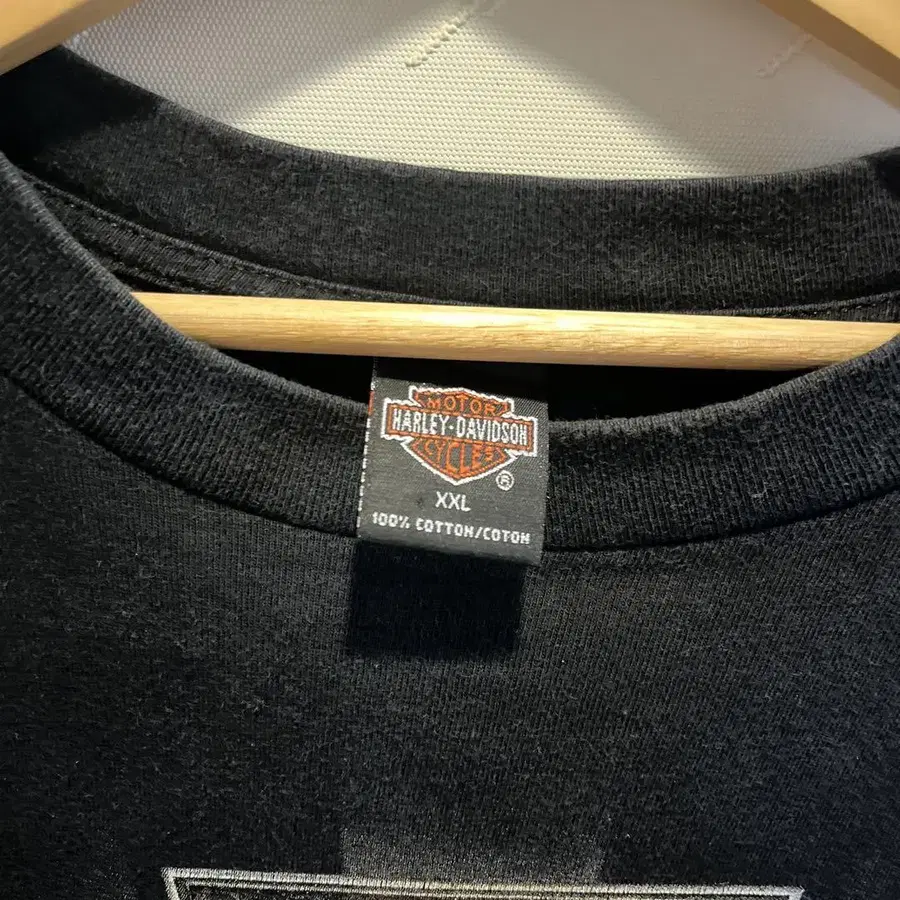 MOTOR
HARLEY-DAVIDSON
CYCLES
®
XXL
100% COTTON/COTON